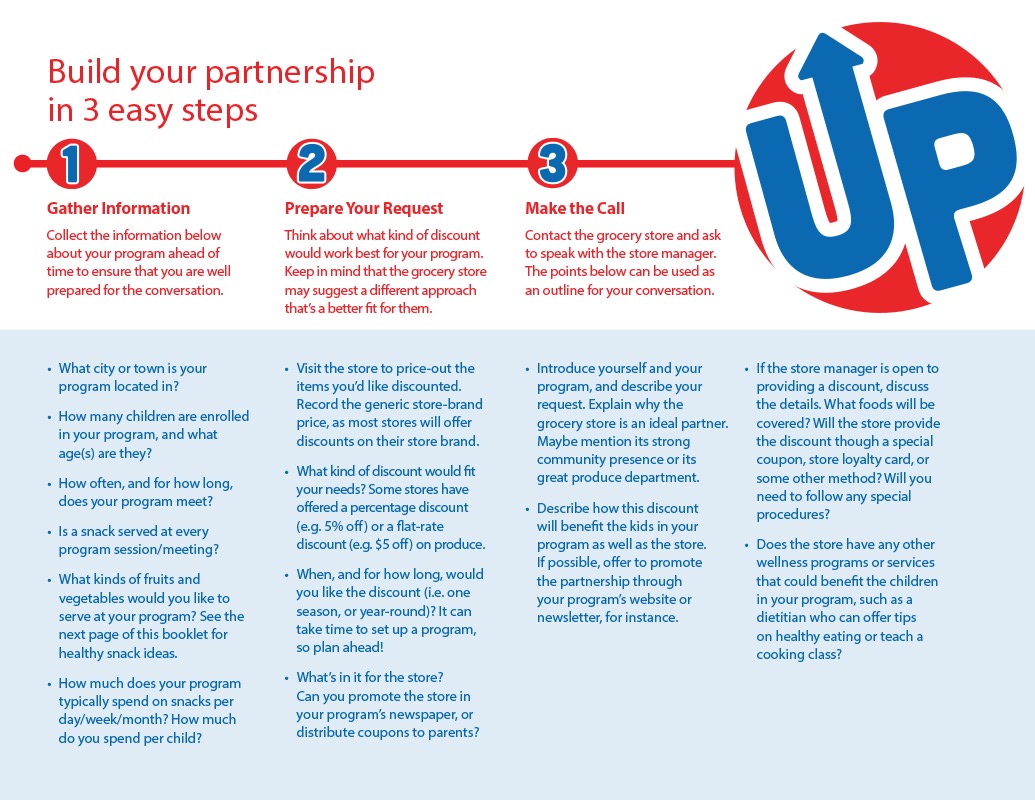 Build your partnership
in 3 easy steps
UP
1
Gather Information
Collect the information below
about your program ahead of
time to ensure that you are well
prepared for the conversation.
2
Prepare Your Request
Think about what kind of discount
would work best for your program.
Keep in mind that the grocery store
may suggest a different approach
that's a better fit for them.
3
Make the Call
Contact the grocery store and ask
to speak with the store manager.
The points below can be used as
an outline for your conversation.
• What city or town is your
program located in?
• How many children are enrolled
in your program, and what
age(s) are they?
• How often, and for how long,
does your program meet?
• Is a snack served at every
program session/meeting?
• What kinds of fruits and
vegetables would you like to
serve at your program? See the
next page of this booklet for
healthy snack ideas.
• How much does your program
typically spend on snacks per
day/week/month? How much
do you spend per child?
• Visit the store to price-out the
items you'd like discounted.
Record the generic store-brand
price, as most stores will offer
discounts on their store brand.
• What kind of discount would fit
your needs? Some stores have
offered a percentage discount
(e.g. 5% off) or a flat-rate
discount (e.g. $5 off) on produce.
• When, and for how long, would
you like the discount (i.e. one
season, or year-round)? It can
take time to set up a program,
so plan ahead!
• What's in it for the store?
Can you promote the store in
your program's newspaper, or
distribute coupons to parents?
• Introduce yourself and your
program, and describe your
request. Explain why the
grocery store is an ideal partner.
Maybe mention its strong
community presence or its
great produce department.
• Describe how this discount
will benefit the kids in your
program as well as the store.
If possible, offer to promote
the partnership through
your program's website or
newsletter, for instance.
• If the store manager is open to
providing a discount, discuss
the details. What foods will be
covered? Will the store provide
the discount though a special
coupon, store loyalty card, or
some other method? Will you
need to follow any special
procedures?
• Does the store have any other
wellness programs or services
that could benefit the children
in your program, such as a
dietitian who can offer tips
on healthy eating or teach a
cooking class?